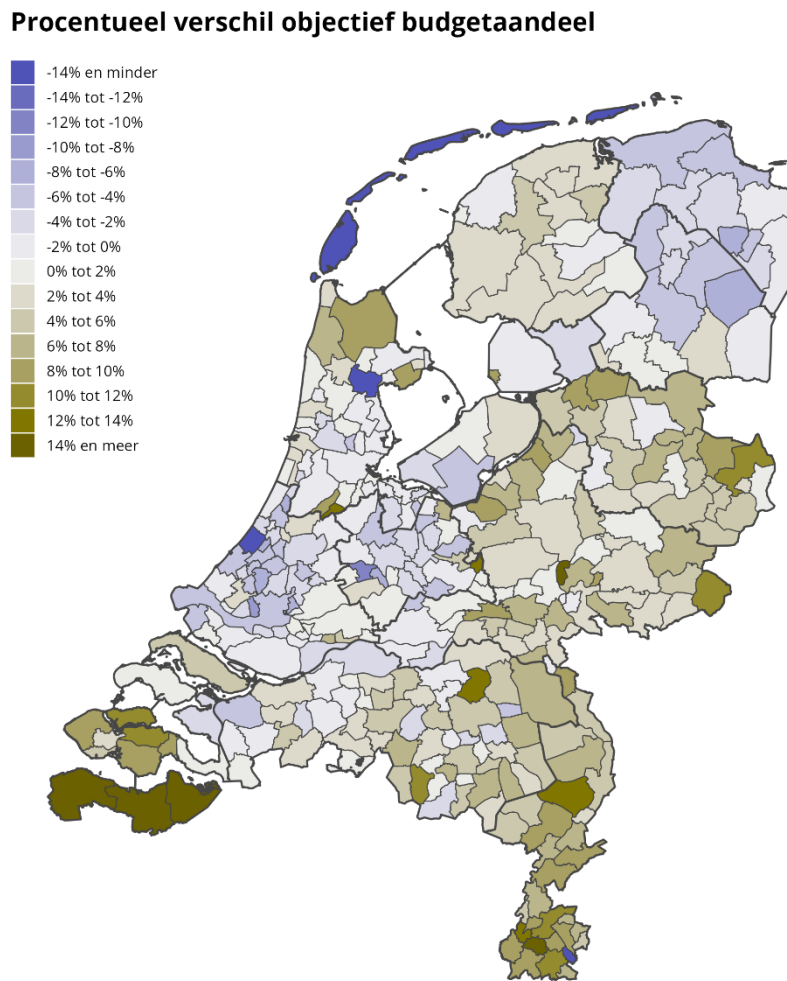 Procentueel verschil objectief budgetaandeel
-14% en minder
-14% tot -12%
-12% tot -10%
-10% tot -8%
-8% tot -6%
-6% tot -4%
-4% tot -2%
-2% tot 0%
0% tot 2%
2% tot 4%
4% tot 6%
6% tot 8%
8% tot 10%
10% tot 12%
12% tot 14%
14% en meer